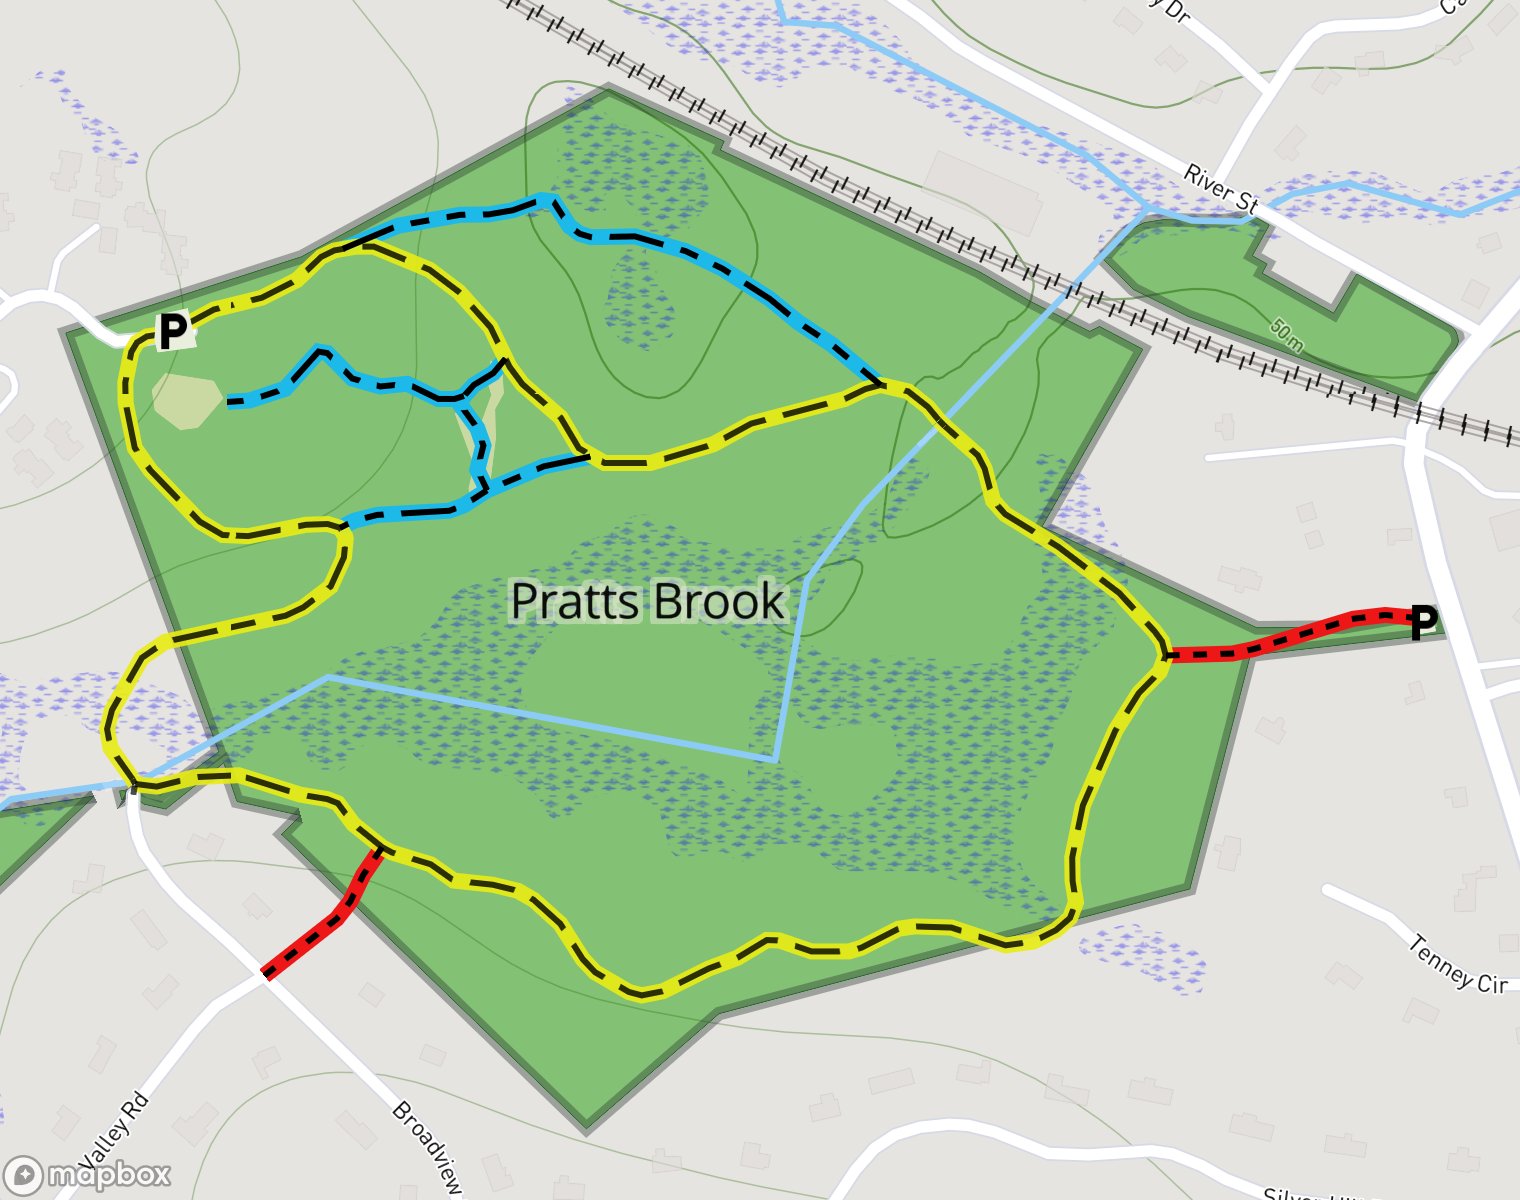 River St
50m
P
Pratts Brook
P
Tenney Cir
Valley Rd
Broadview
mapbox